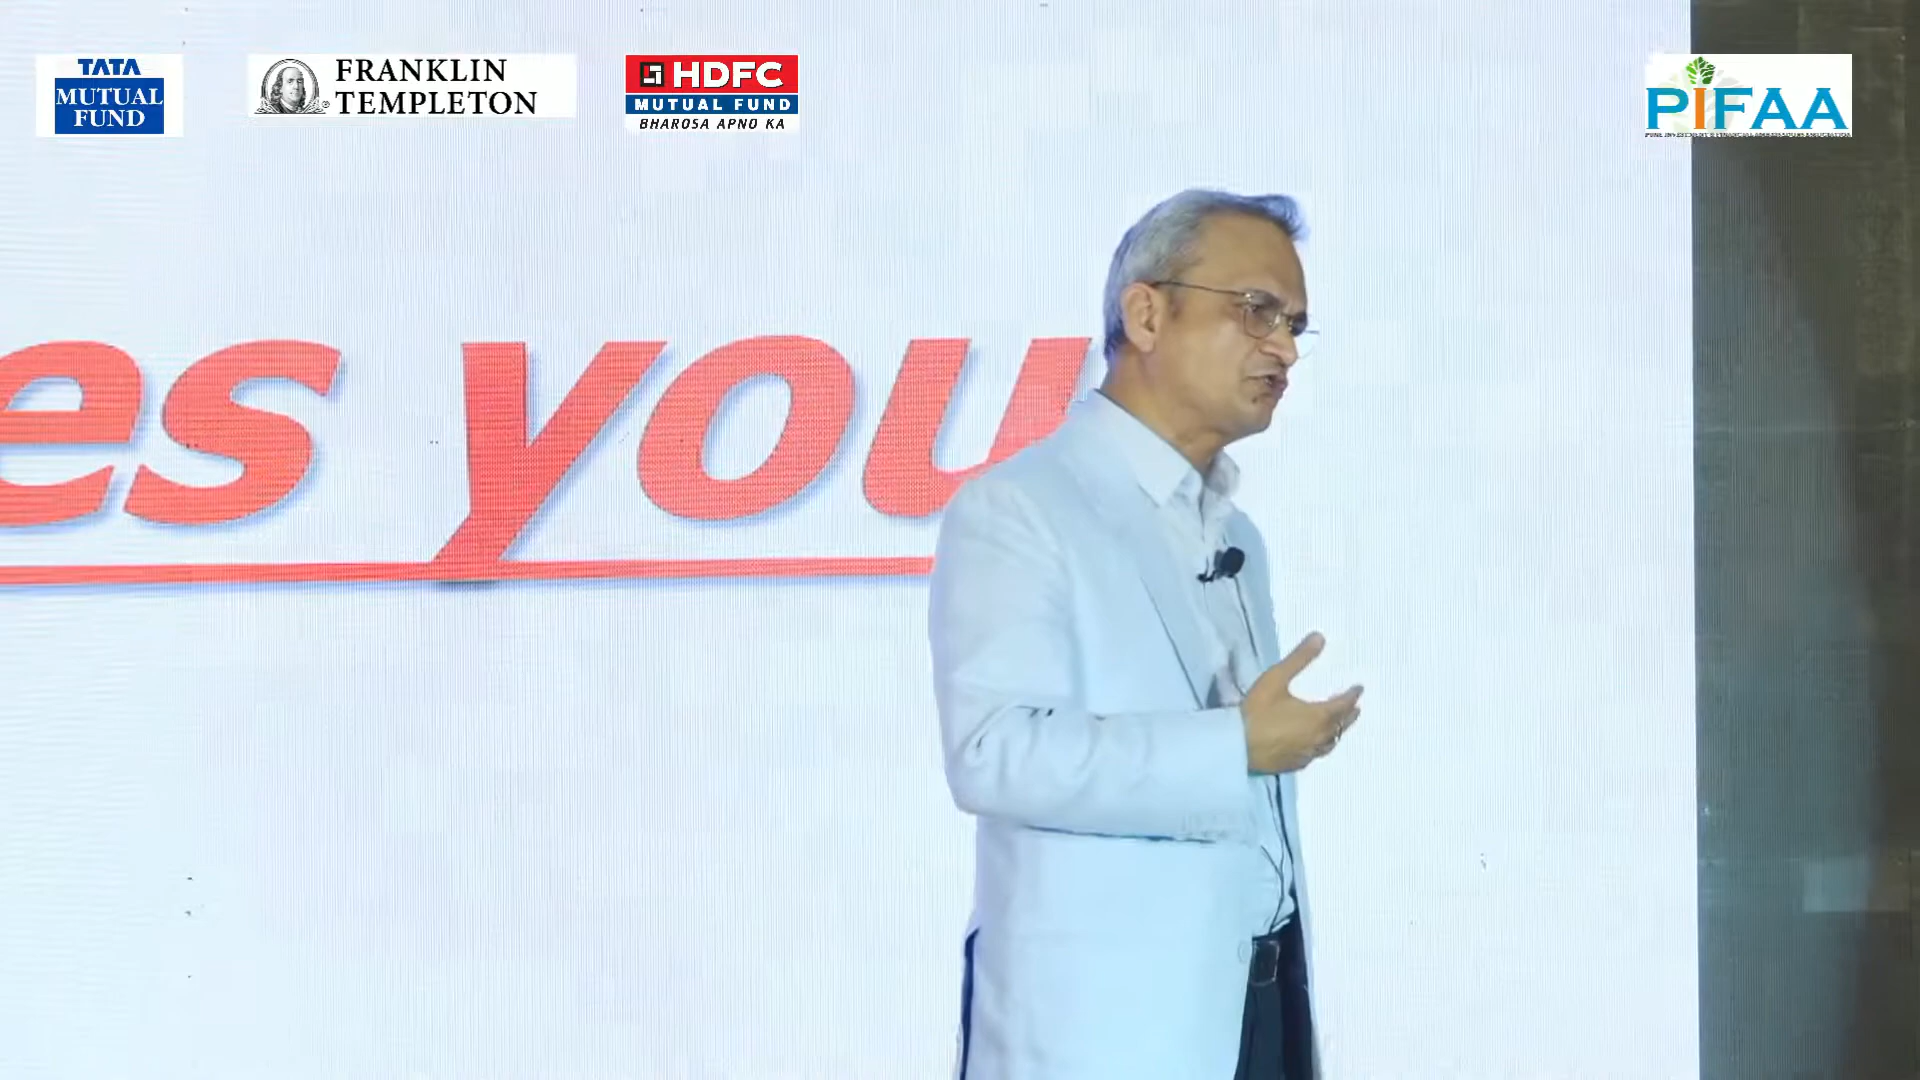 TATA
MUTUAL
FUND
FRANKLIN
TEMPLETON
HDFC
MUTUAL FUND
BHAROSA APNO KA
PIFAA
es you